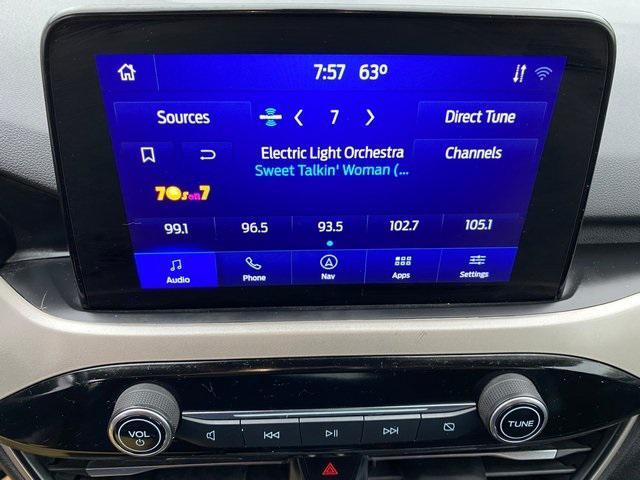 7:57 63º
Sources
7
Direct Tune
Electric Light Orchestra
Channels
Sweet Talkin' Woman (...
70s on 7
99.1 96.5 93.5 102.7 105.1
Audio Phone Nav Apps Settings
VOL
TUNE